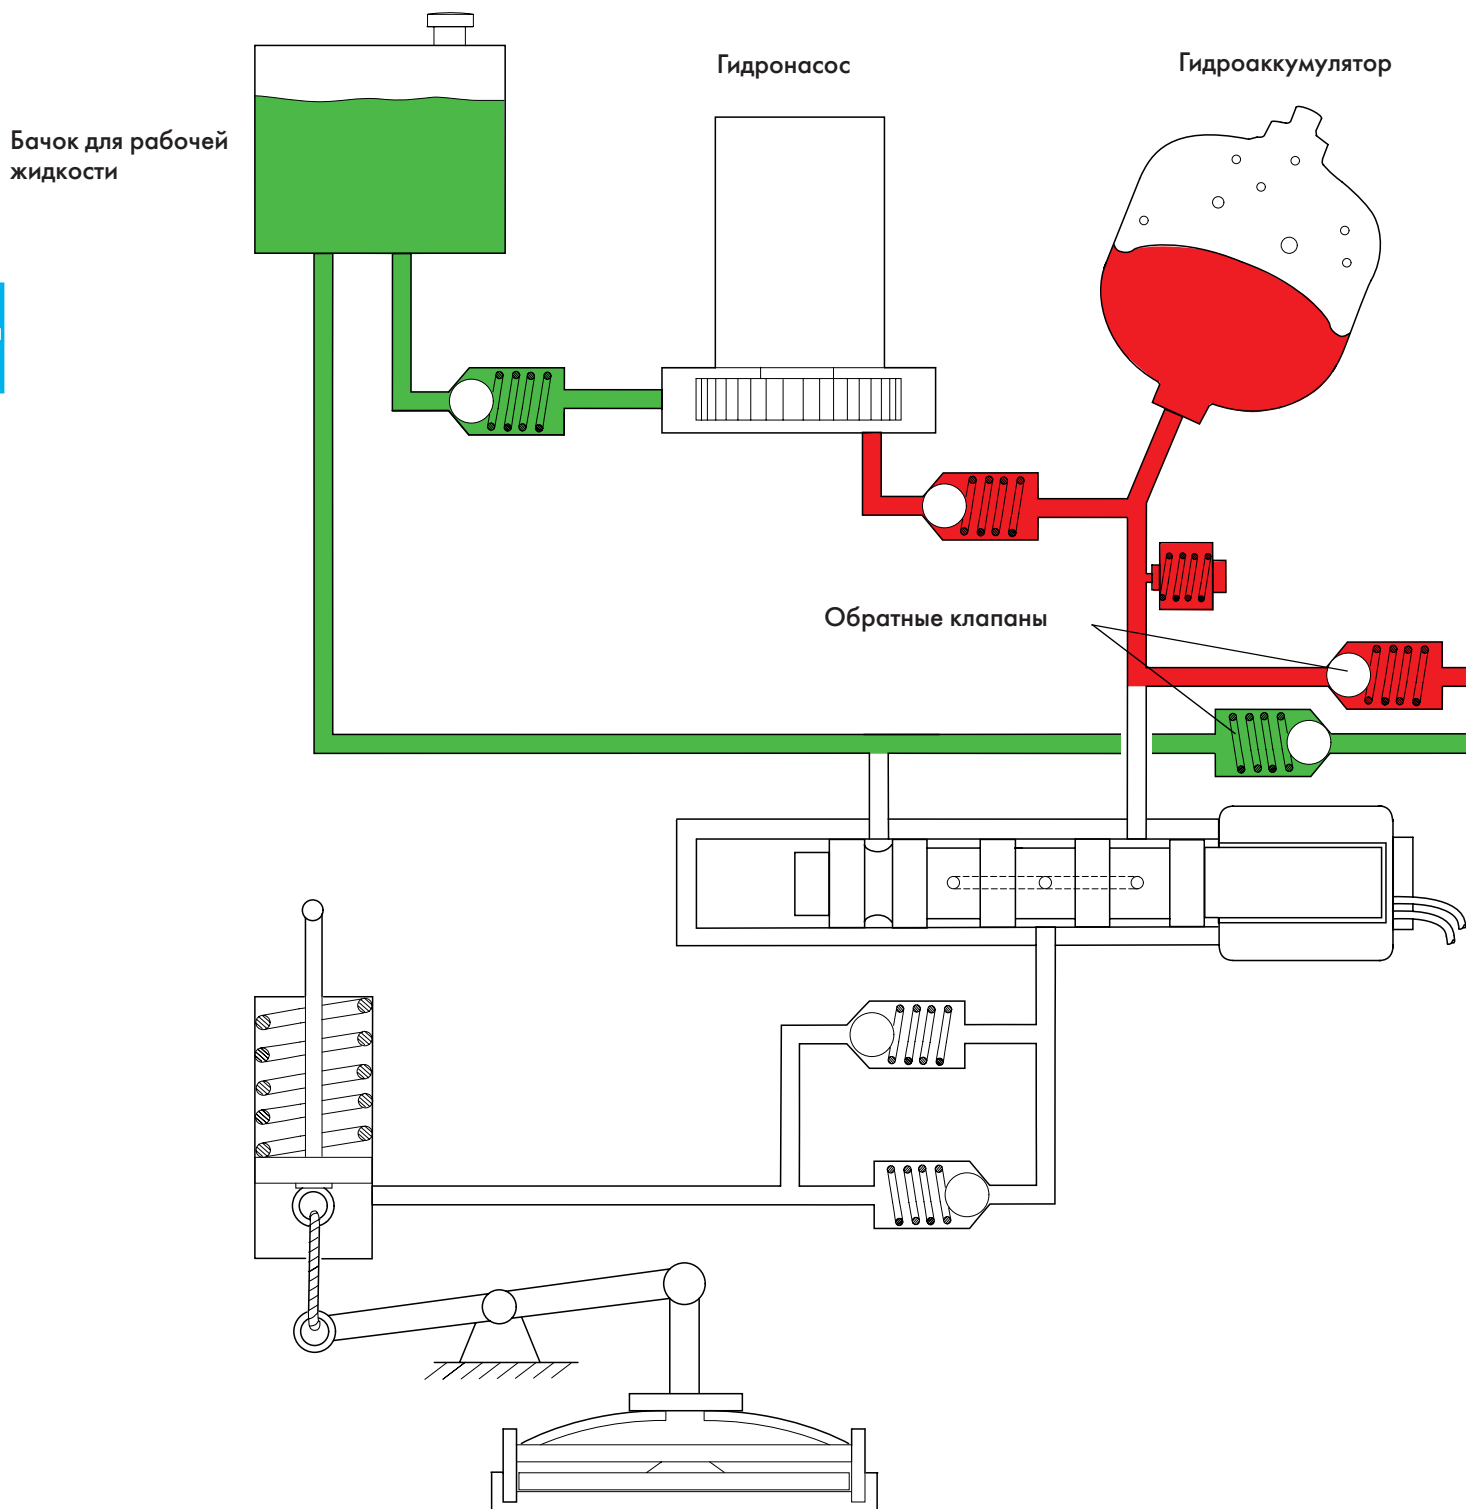 Гидронасос
Гидроаккумулятор
Бачок для рабочей
жидкости
Обратные клапаны